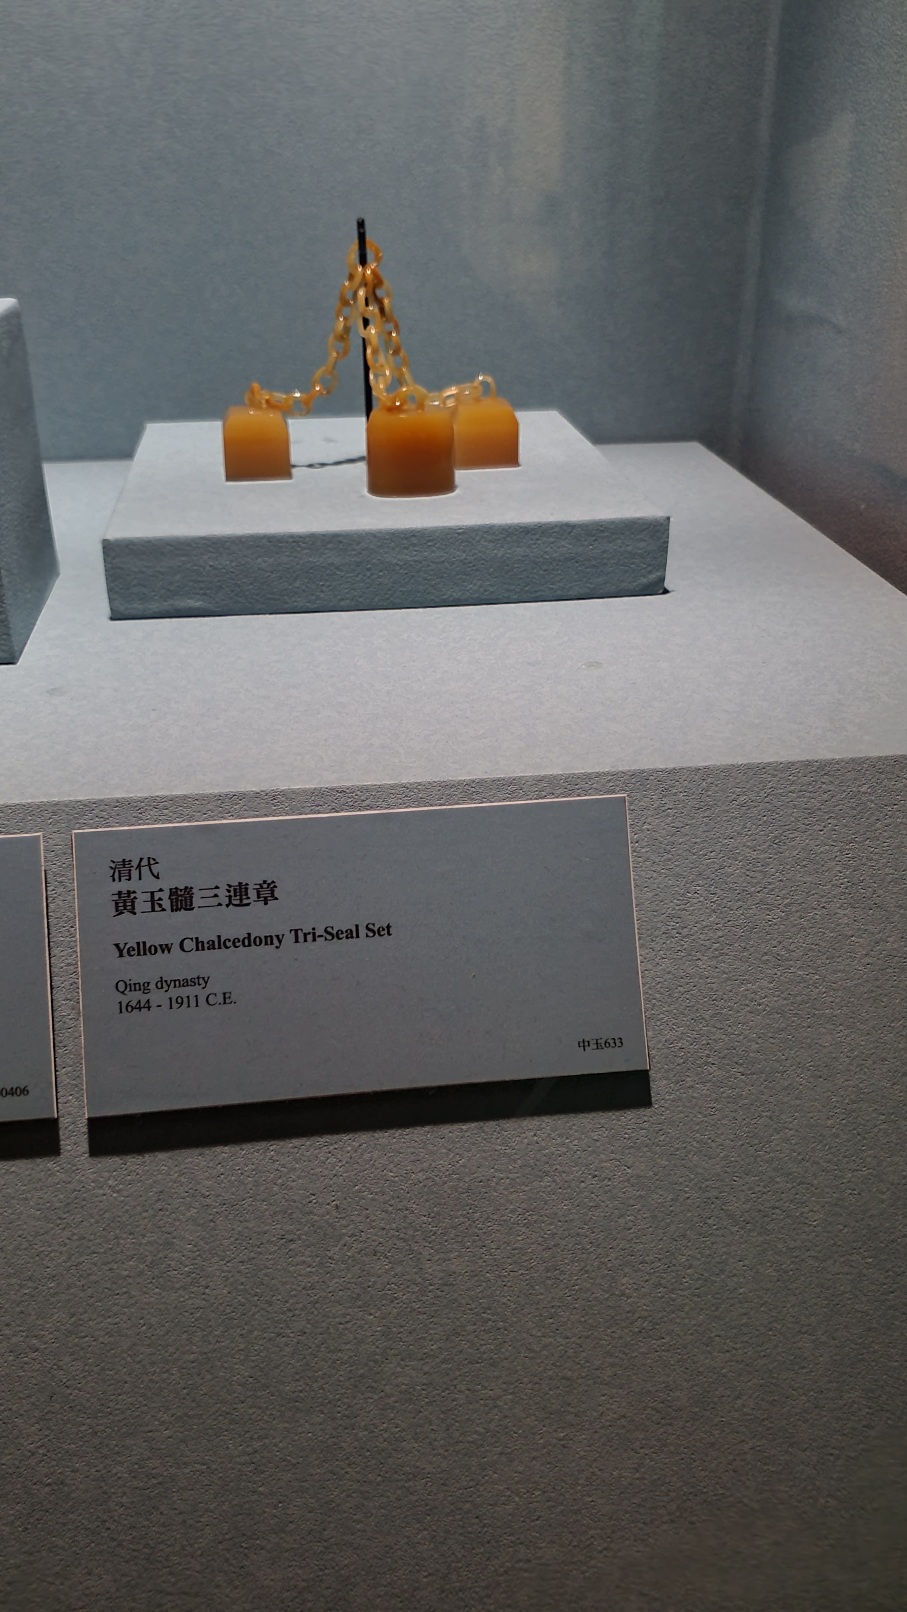 清代
黃玉髓三連章
Yellow Chalcedony Tri-Seal Set
Qing dynasty
1644 - 1911 C.E.
中玉633
0406